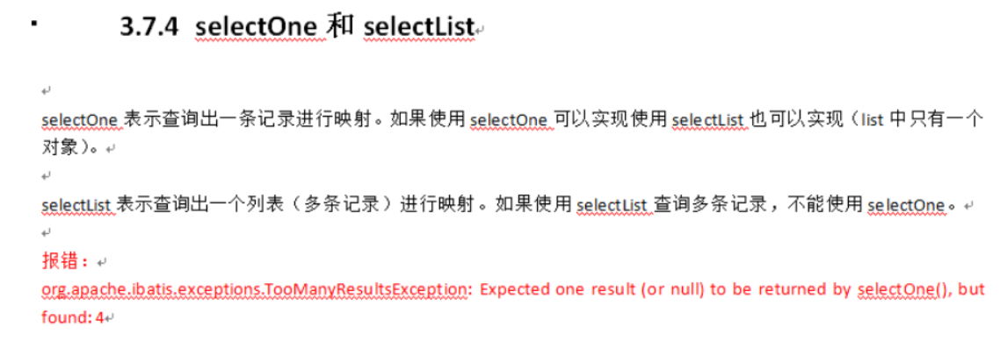 ▪ 3.7.4 selectOne 和 selectList
selectOne 表示查询出一条记录进行映射。如果使用 selectOne 可以实现使用 selectList 也可以实现（list 中只有一个
对象）。
selectList 表示查询出一个列表（多条记录）进行映射。如果使用 selectList 查询多条记录，不能使用 selectOne。
报错：
org.apache.ibatis.exceptions.TooManyResultsException: Expected one result (or null) to be returned by selectOne(), but
found: 4